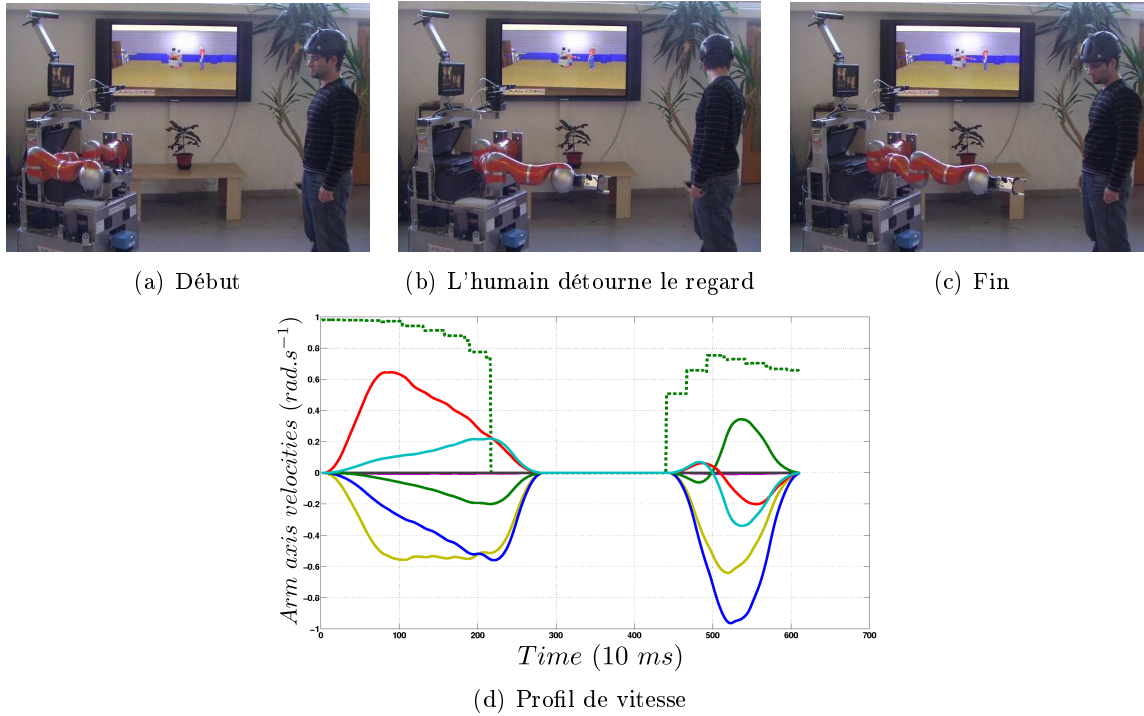 LAAS-CNRS
(a) Début
(b) L'humain détourne le regard
(c) Fin
Arm axis velocities (rad.s⁻¹)
1
0.8
0.6
0.4
0.2
0
−0.2
−0.4
−0.6
−0.8
−1
0 100 200 300 400 500 600 700
Time (10 ms)
(d) Profil de vitesse